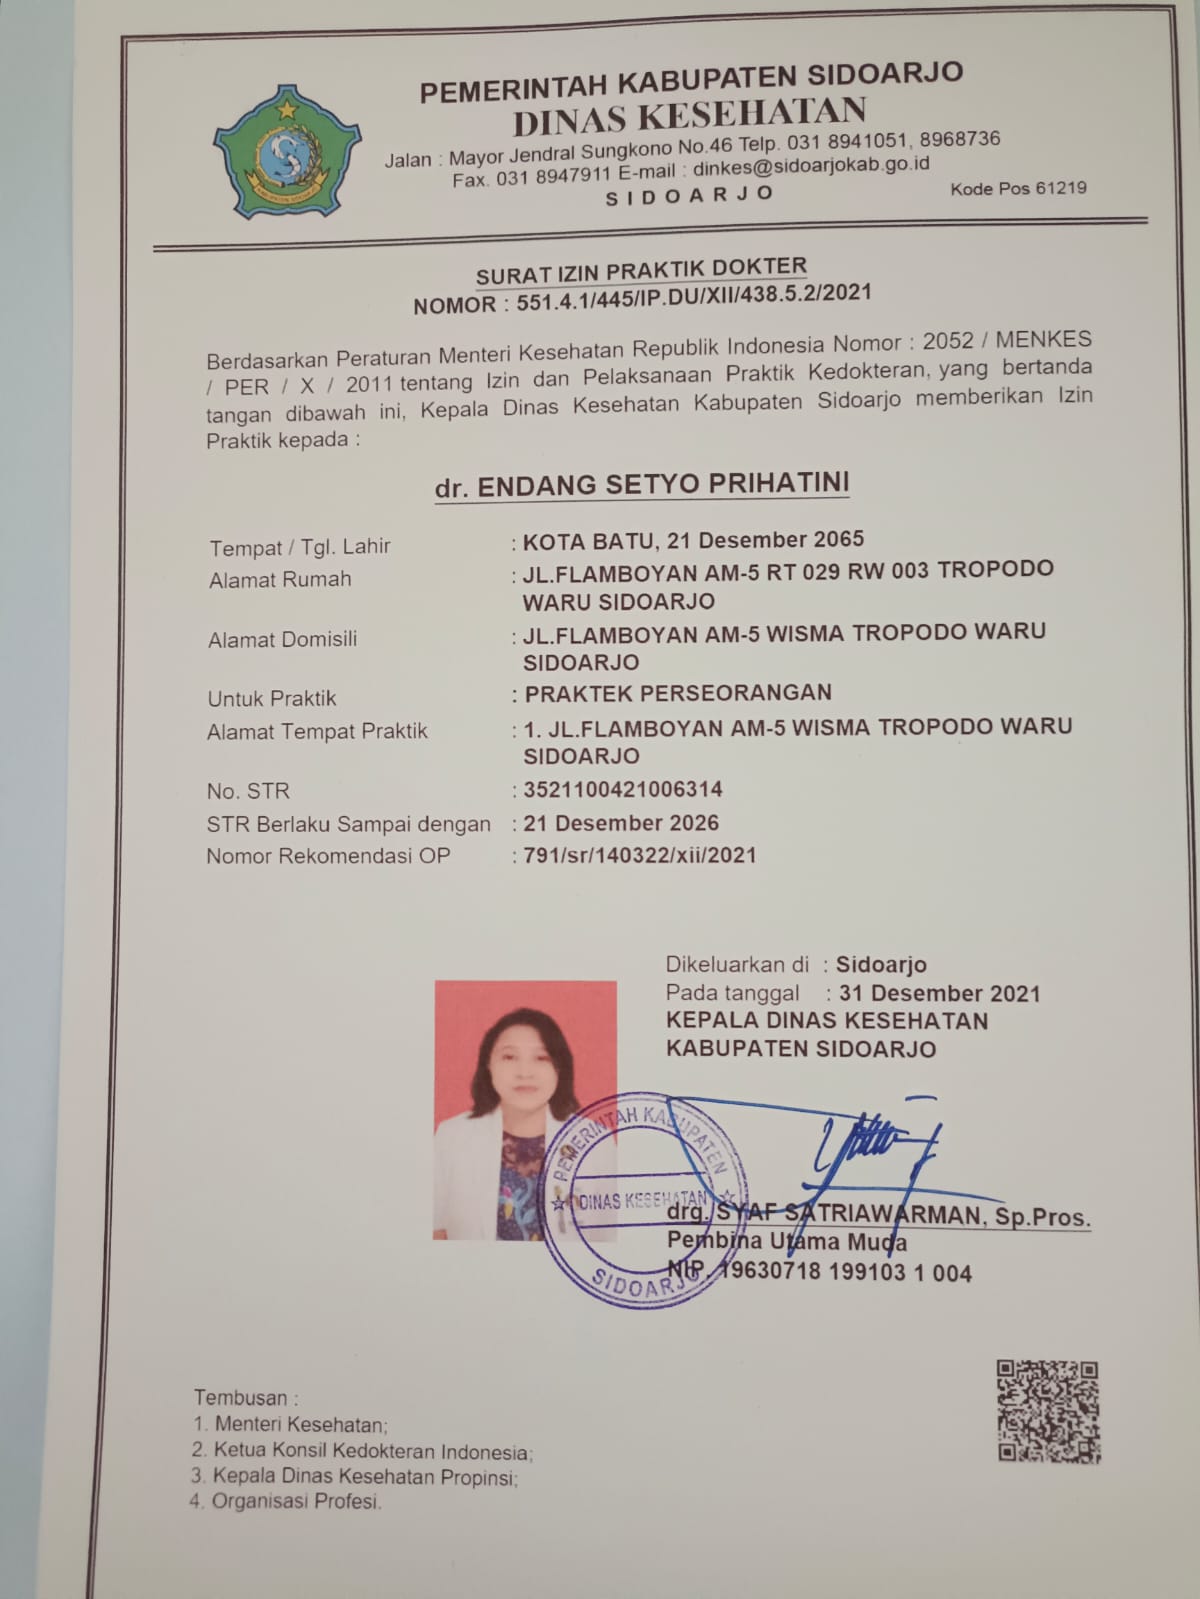 PEMERINTAH KABUPATEN SIDOARJO
DINAS KESEHATAN
Jalan : Mayor Jendral Sungkono No.46 Telp. 031 8941051, 8968736
Fax. 031 8947911 E-mail : dinkes@sidoarjokab.go.id
S I D O A R J O
Kode Pos 61219
SURAT IZIN PRAKTIK DOKTER
NOMOR : 551.4.1/445/IP.DU/XII/438.5.2/2021
Berdasarkan Peraturan Menteri Kesehatan Republik Indonesia Nomor : 2052 / MENKES
/ PER / X / 2011 tentang Izin dan Pelaksanaan Praktik Kedokteran, yang bertanda
tangan dibawah ini, Kepala Dinas Kesehatan Kabupaten Sidoarjo memberikan Izin
Praktik kepada :
dr. ENDANG SETYO PRIHATINI
Tempat / Tgl. Lahir : KOTA BATU, 21 Desember 2065
Alamat Rumah : JL.FLAMBOYAN AM-5 RT 029 RW 003 TROPODO
WARU SIDOARJO
Alamat Domisili : JL.FLAMBOYAN AM-5 WISMA TROPODO WARU
SIDOARJO
Untuk Praktik : PRAKTEK PERSEORANGAN
Alamat Tempat Praktik : 1. JL.FLAMBOYAN AM-5 WISMA TROPODO WARU
SIDOARJO
No. STR : 3521100421006314
STR Berlaku Sampai dengan : 21 Desember 2026
Nomor Rekomendasi OP : 791/sr/140322/xii/2021
Dikeluarkan di : Sidoarjo
Pada tanggal : 31 Desember 2021
KEPALA DINAS KESEHATAN
KABUPATEN SIDOARJO
PEMERINTAH KABUPATEN
DINAS KESEHATAN
SIDOARJO
drg. SYAF SATRIAWARMAN, Sp.Pros.
Pembina Utama Muda
NIP. 19630718 199103 1 004
Tembusan :
1. Menteri Kesehatan;
2. Ketua Konsil Kedokteran Indonesia;
3. Kepala Dinas Kesehatan Propinsi;
4. Organisasi Profesi.